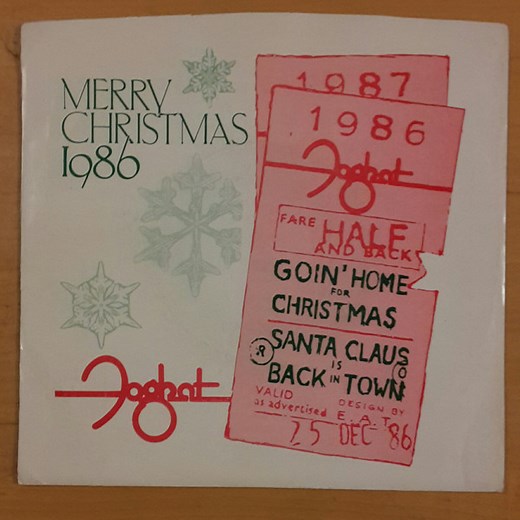 MERRY
CHRISTMAS
1986
Foghat
1987
1986
Foghat
FARE HALF
AND BACK
GOIN' HOME
FOR
CHRISTMAS
R SANTA CLAUS
IS
BACK IN TOWN
VALID
as advertised
DESIGN BY
E.A.T.
25 DEC 86